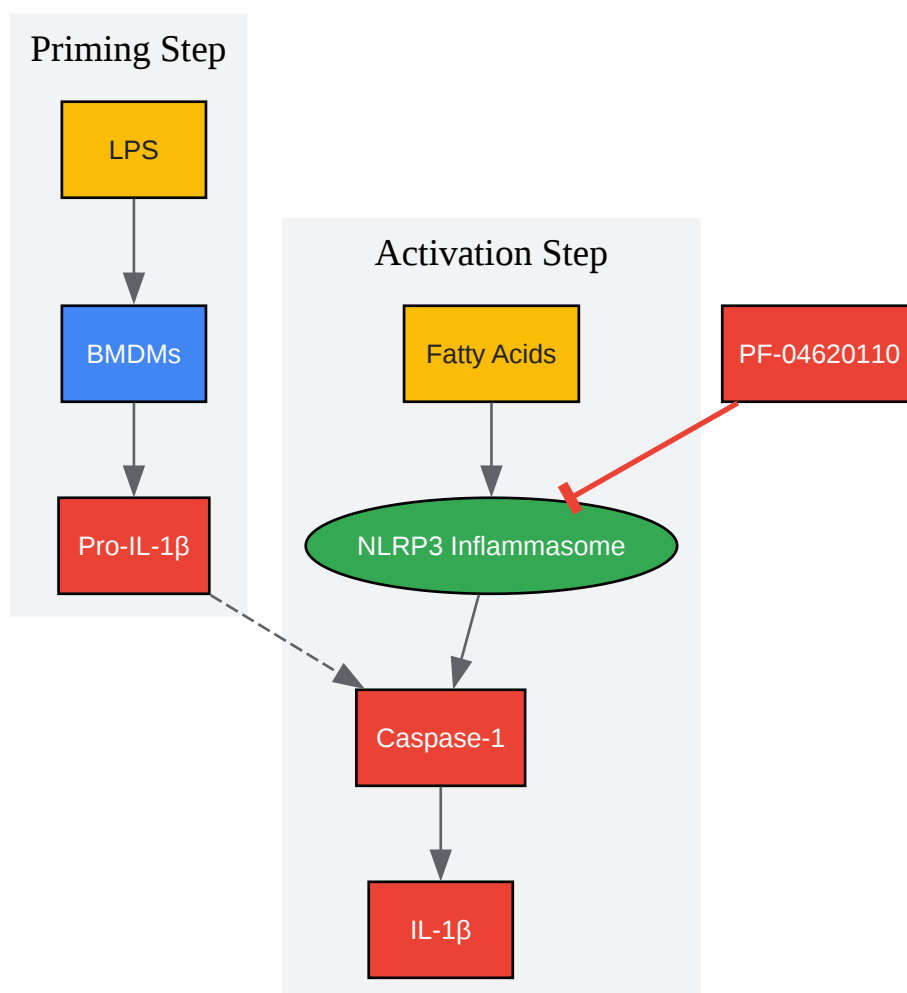 Priming Step
LPS
BMDMs
Pro-IL-1β
Activation Step
Fatty Acids
PF-04620110
NLRP3 Inflammasome
Caspase-1
IL-1β